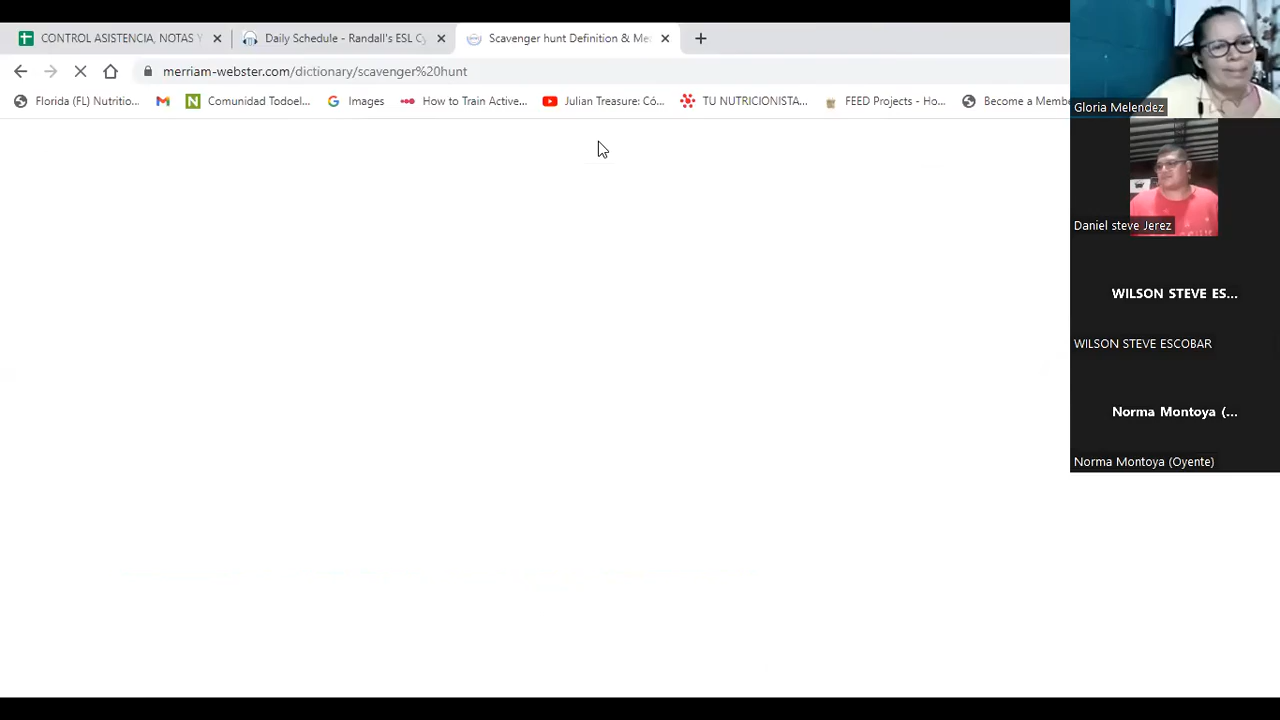 CONTROL ASISTENCIA, NOTAS Y
Daily Schedule - Randall's ESL Cy
Scavenger hunt Definition & Me
merriam-webster.com/dictionary/scavenger%20hunt
Florida (FL) Nutritio...
Comunidad Todoel...
Images
How to Train Active...
Julian Treasure: Có...
TU NUTRICIONISTA...
FEED Projects - Ho...
Become a Membe
Gloria Melendez
Daniel steve Jerez
WILSON STEVE ES...
WILSON STEVE ESCOBAR
Norma Montoya (...
Norma Montoya (Oyente)